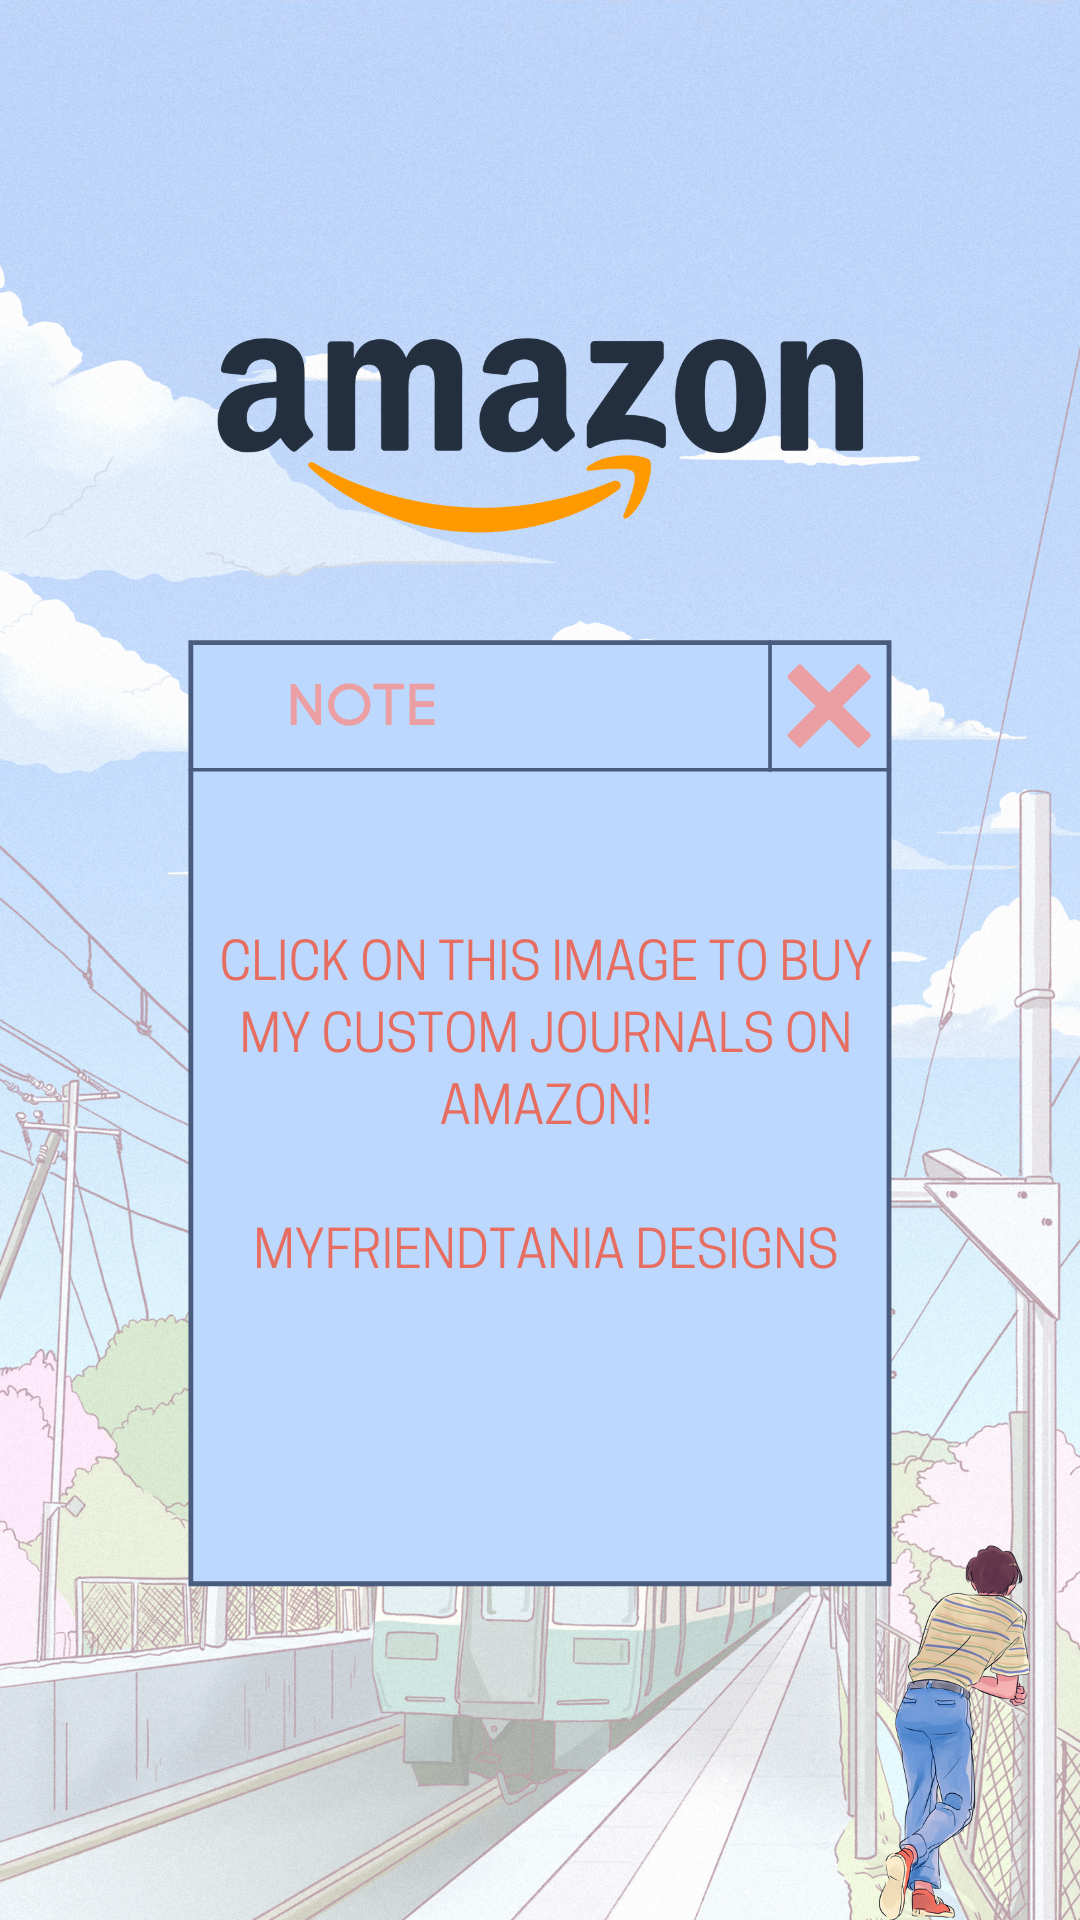 amazon
NOTE
CLICK ON THIS IMAGE TO BUY
MY CUSTOM JOURNALS ON
AMAZON!
MYFRIENDTANIA DESIGNS